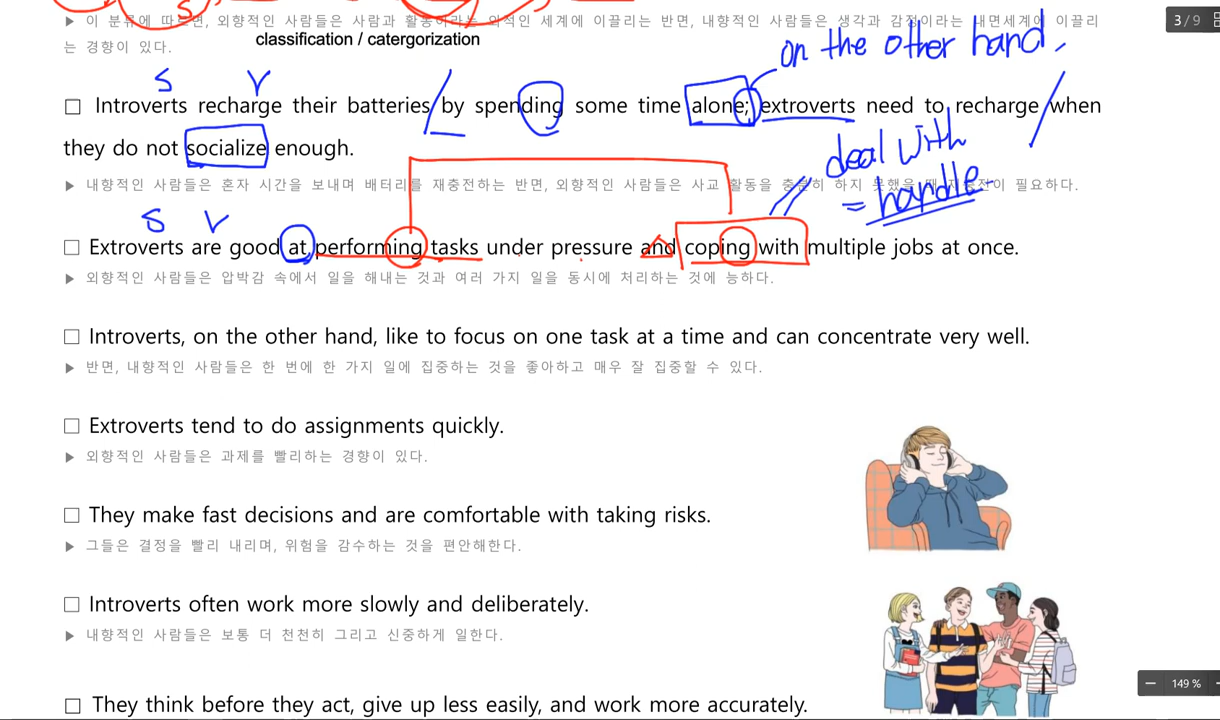 ▶ 이 분류에 따르면, 외향적인 사람들은 사람과 활동이라는 외적인 세계에 이끌리는 반면, 내향적인 사람들은 생각과 감정이라는 내면세계에 이끌리
는 경향이 있다.
classification / catergorization
3 / 9
S
on the other hand,
S V
□ Introverts recharge their batteries / by spending some time alone; extroverts need to recharge / when
they do not socialize enough.
deal with
▶ 내향적인 사람들은 혼자 시간을 보내며 배터리를 재충전하는 반면, 외향적인 사람들은 사교 활동을 충분히 하지 못했을 때 재충전이 필요하다.
= handle
S V
□ Extroverts are good at performing tasks under pressure and coping with multiple jobs at once.
▶ 외향적인 사람들은 압박감 속에서 일을 해내는 것과 여러 가지 일을 동시에 처리하는 것에 능하다.
□ Introverts, on the other hand, like to focus on one task at a time and can concentrate very well.
▶ 반면, 내향적인 사람들은 한 번에 한 가지 일에 집중하는 것을 좋아하고 매우 잘 집중할 수 있다.
□ Extroverts tend to do assignments quickly.
▶ 외향적인 사람들은 과제를 빨리하는 경향이 있다.
□ They make fast decisions and are comfortable with taking risks.
▶ 그들은 결정을 빨리 내리며, 위험을 감수하는 것을 편안해한다.
□ Introverts often work more slowly and deliberately.
▶ 내향적인 사람들은 보통 더 천천히 그리고 신중하게 일한다.
149 %
□ They think before they act, give up less easily, and work more accurately.